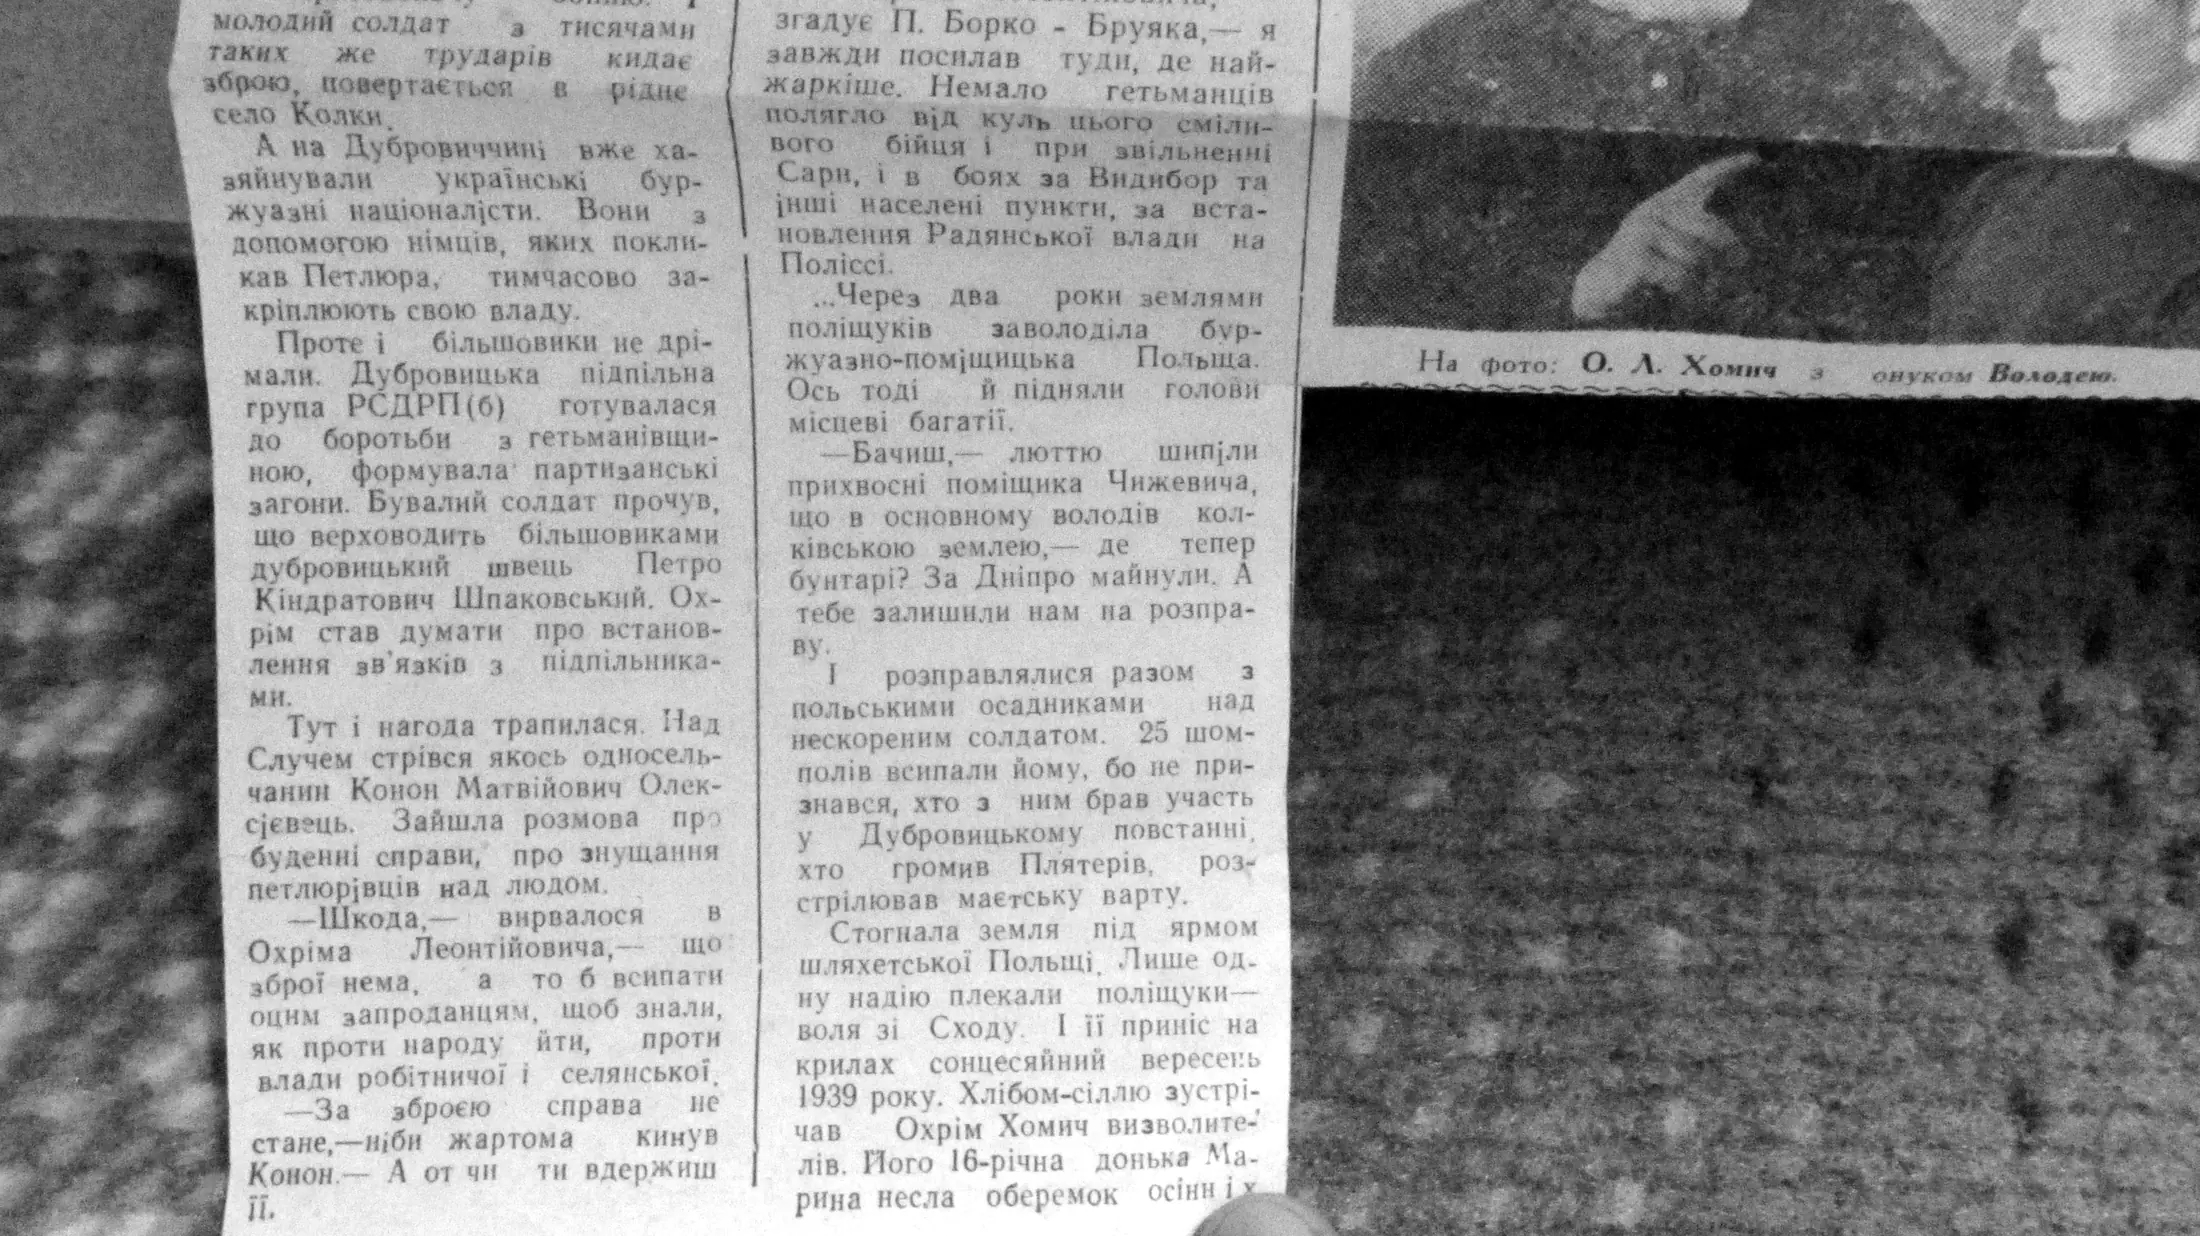 молодий солдат з тисячами
таких же трударів кидає
зброю, повертається в рідне
село Колки.
А на Дубровиччині вже ха-
зяйнували українські бур-
жуазні націоналісти. Вони з
допомогою німців, яких покли-
кав Петлюра, тимчасово за-
кріплюють свою владу.
Проте і більшовики не дрі-
мали. Дубровицька підпільна
група РСДРП(б) готувалася
до боротьби з гетьманівщи-
ною, формувала партизанські
загони. Бувалий солдат прочув,
що верховодить більшовиками
дубровицький швець Петро
Кіндратович Шпаковський. Ох-
рім став думати про встанов-
лення зв'язків з підпільника-
ми.
Тут і нагода трапилася. Над
Случем стрівся якось односель-
чанин Конон Матвійович Олек-
сієвець. Зайшла розмова про
буденні справи, про знущання
петлюрівців над людом.
—Шкода,— вирвалося в
Охріма Леонтійовича,— що
зброї нема, а то б всипати
оцим запроданцям, щоб знали,
як проти народу йти, проти
влади робітничої і селянської.
—За зброєю справа не
стане,—ніби жартома кинув
Конон.— А от чи ти вдержиш
її.
згадує П. Борко - Бруяка,— я
завжди посилав туди, де най-
жаркіше. Немало гетьманців
полягло від куль цього сміли-
вого бійця і при звільненні
Сарн, і в боях за Видибор та
інші населені пункти, за вста-
новлення Радянської влади на
Поліссі.
...Через два роки землями
поліщуків заволоділа бур-
жуазно-поміщицька Польща.
Ось тоді й підняли голови
місцеві багатії.
—Бачиш,— люттю шипіли
прихвосні поміщика Чижевича,
що в основному володів кол-
ківською землею,— де тепер
бунтарі? За Дніпро майнули. А
тебе залишили нам на розпра-
ву.
І розправлялися разом з
польськими осадниками над
нескореним солдатом. 25 шом-
полів всипали йому, бо не при-
знався, хто з ним брав участь
у Дубровицькому повстанні,
хто громив Плятерів, роз-
стрілював маєтську варту.
Стогнала земля під ярмом
шляхетської Польщі. Лише од-
ну надію плекали поліщуки—
воля зі Сходу. І її приніс на
крилах сонцесяйний вересень
1939 року. Хлібом-сіллю зустрі-
чав Охрім Хомич визволите-
лів. Його 16-річна донька Ма-
рина несла оберемок осінніх
На фото: О. Л. Хомич з онуком Володею.